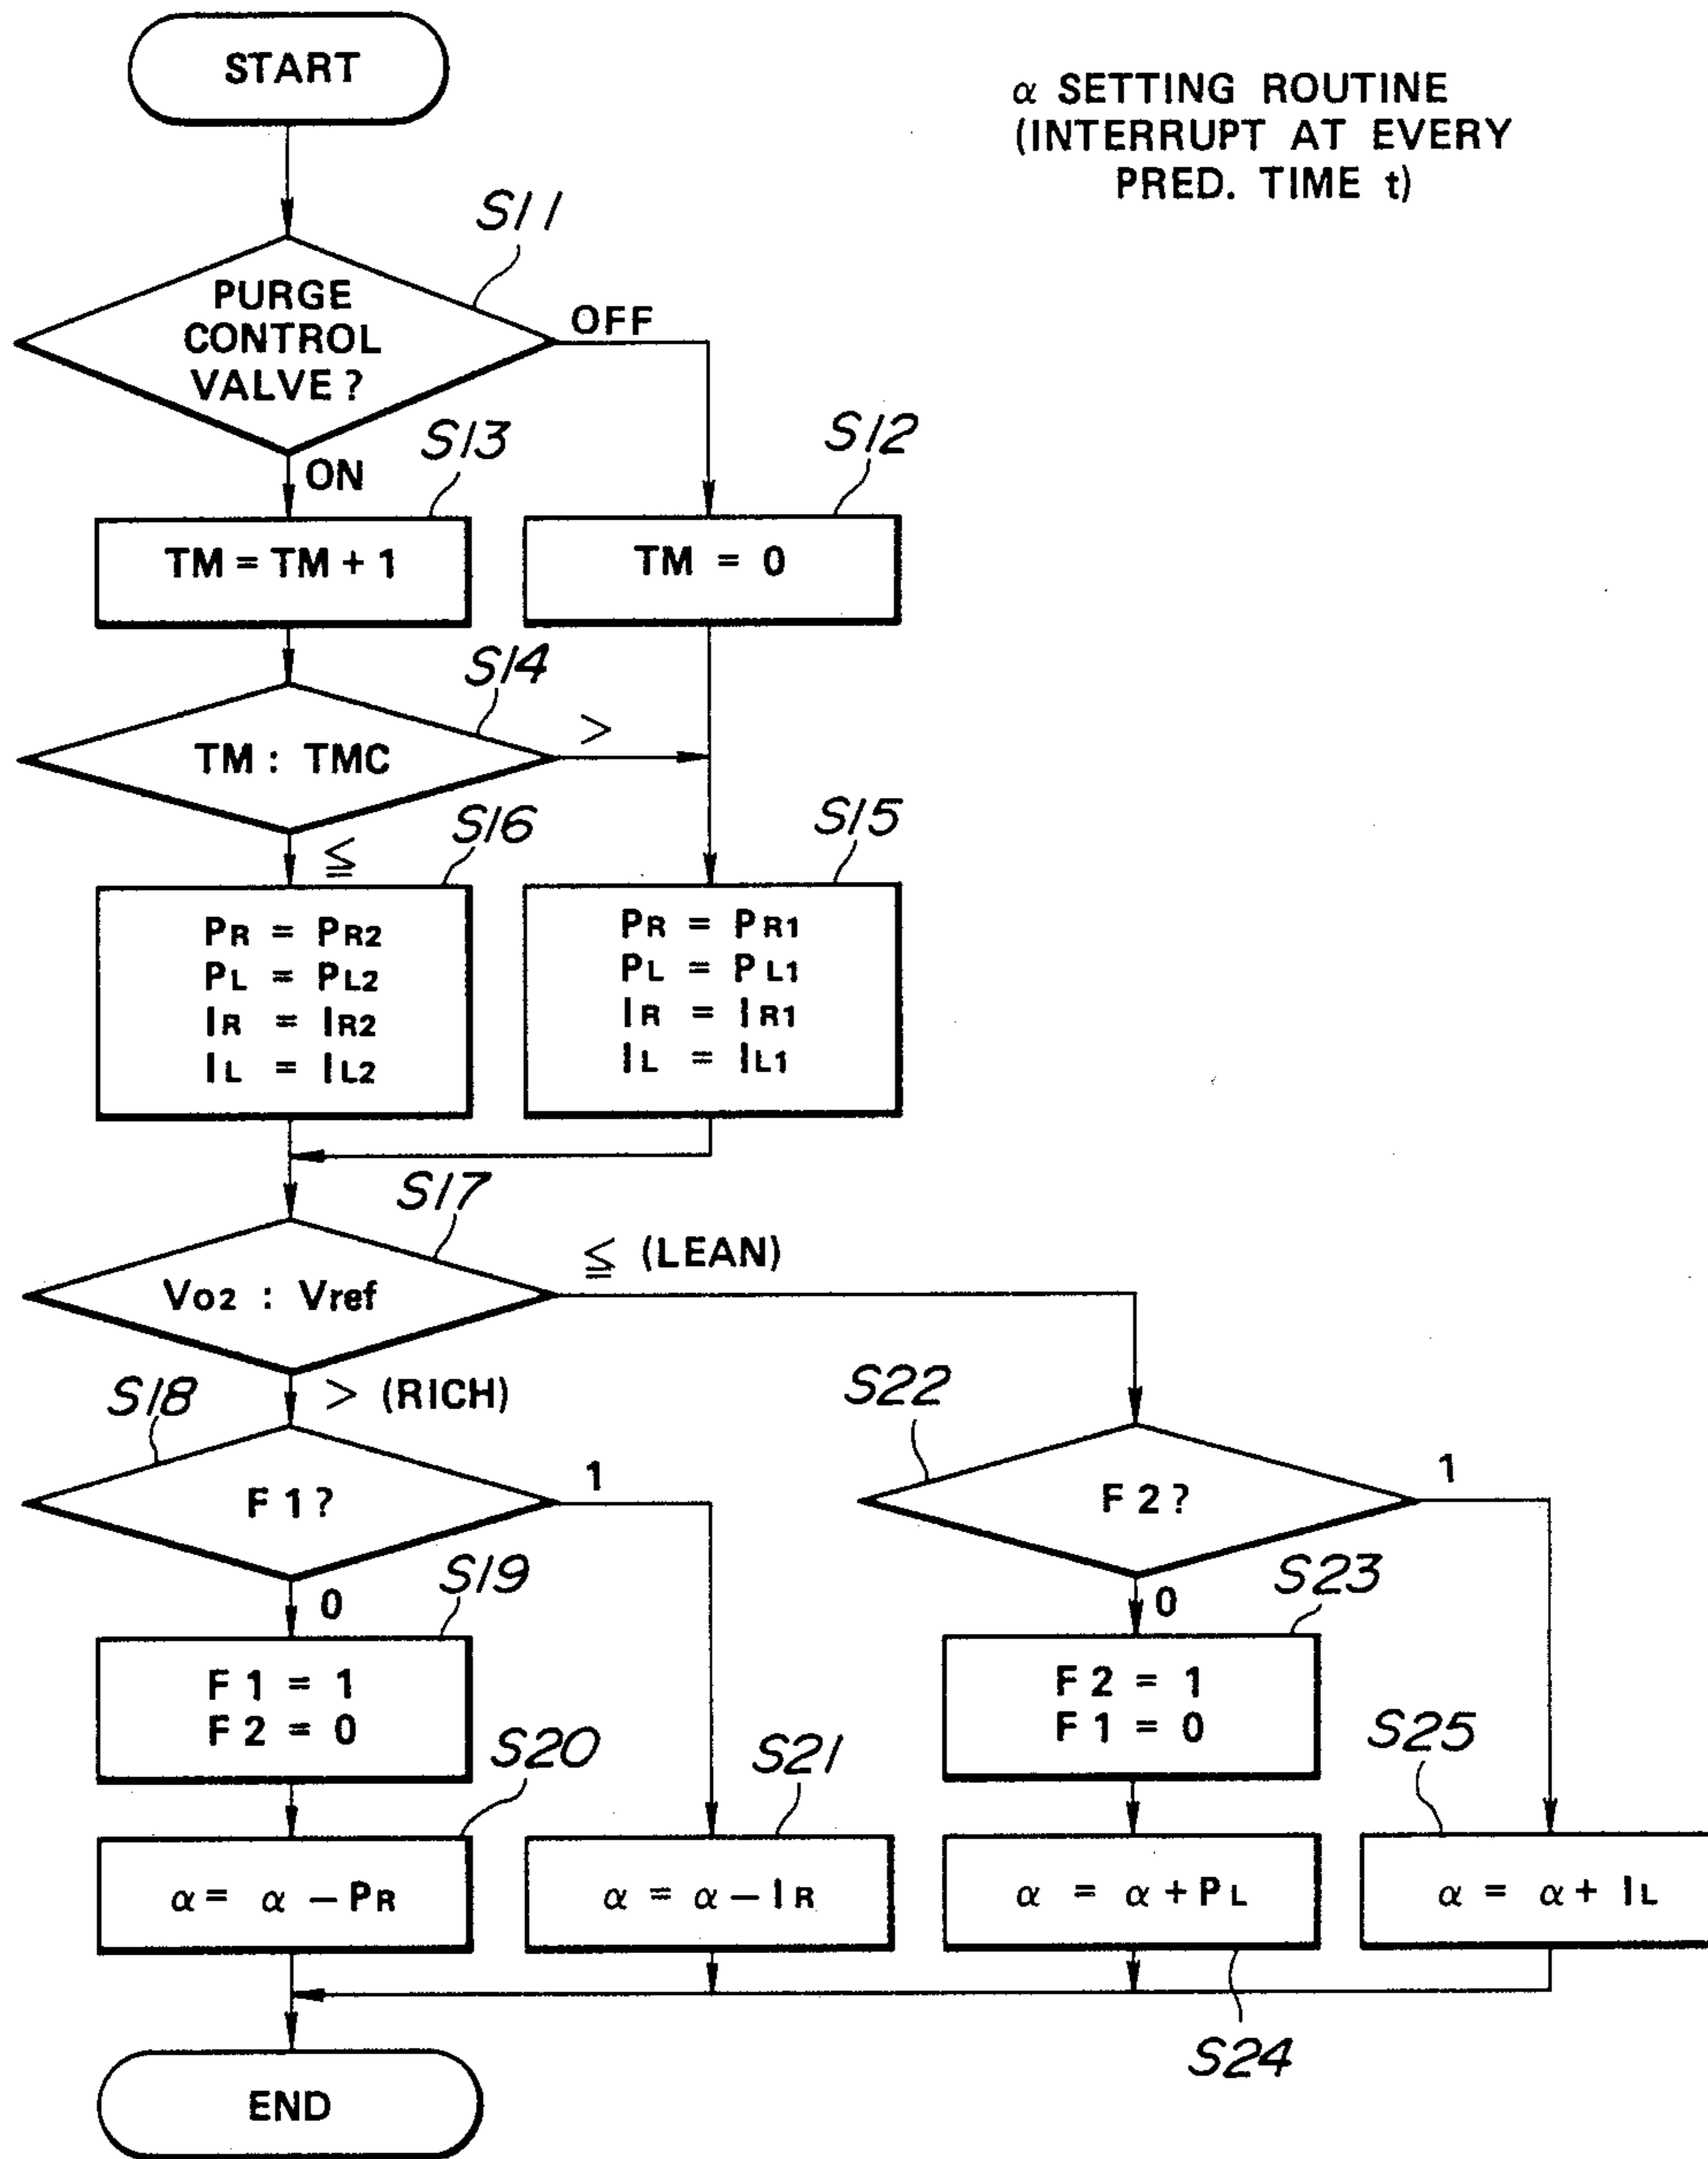 START
α SETTING ROUTINE
(INTERRUPT AT EVERY
PRED. TIME t)
S11
PURGE
CONTROL
VALVE?
OFF
ON
S13
S12
TM = TM + 1
TM = 0
S14
TM : TMC
>
≦
S16
S15
PR = PR2
PL = PL2
IR = IR2
IL = IL2
PR = PR1
PL = PL1
IR = IR1
IL = IL1
S17
Vo2 : Vref
≦ (LEAN)
> (RICH)
S18
F1?
1
0
S22
F2?
1
0
S19
F1 = 1
F2 = 0
S23
F2 = 1
F1 = 0
S20
α = α − PR
S21
α = α − IR
α = α + PL
S24
S25
α = α + IL
END